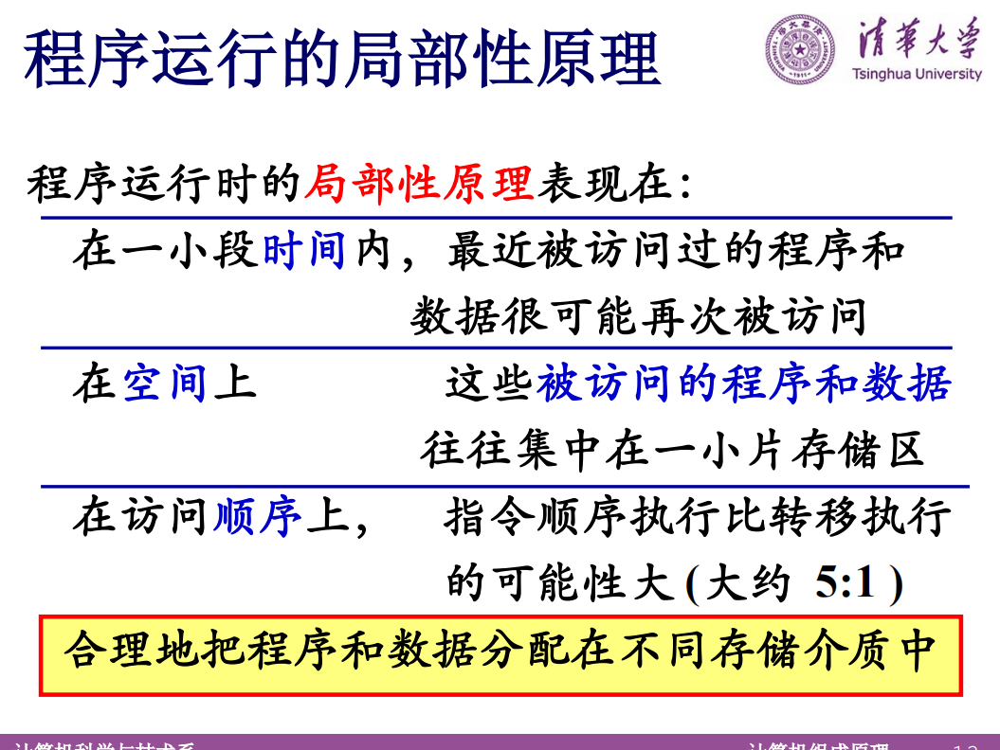 程序运行的局部性原理
清华大学
Tsinghua University
程序运行时的局部性原理表现在：
在一小段时间内，最近被访问过的程序和
数据很可能再次被访问
在空间上 这些被访问的程序和数据
往往集中在一小片存储区
在访问顺序上， 指令顺序执行比转移执行
的可能性大(大约 5:1 )
合理地把程序和数据分配在不同存储介质中
计算机科学与技术系 计算机组成原理